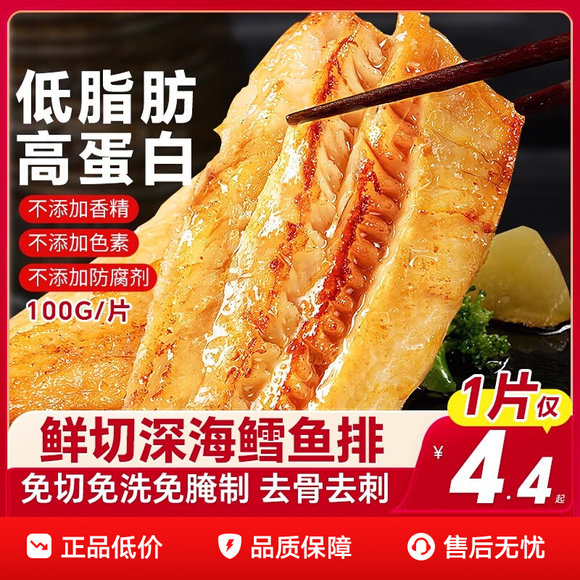 低脂肪
高蛋白
不添加香精
不添加色素
不添加防腐剂
100G/片
1片仅
鲜切深海鳕鱼排
¥4.4起
免切免洗免腌制 去骨去刺
正品低价 品质保障 售后无忧